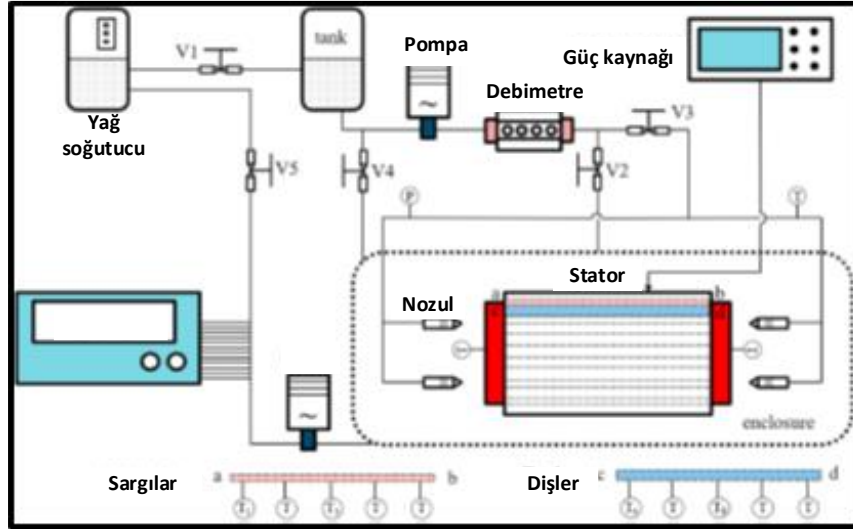 tank
Pompa
Güç kaynağı
V1
Debimetre
V3
Yağ
soğutucu
V5
V4
V2
P
T
Stator
a
b
Nozul
c
d
enclosure
Sargılar
a
b
Dişler
c
d
T
T
T
T